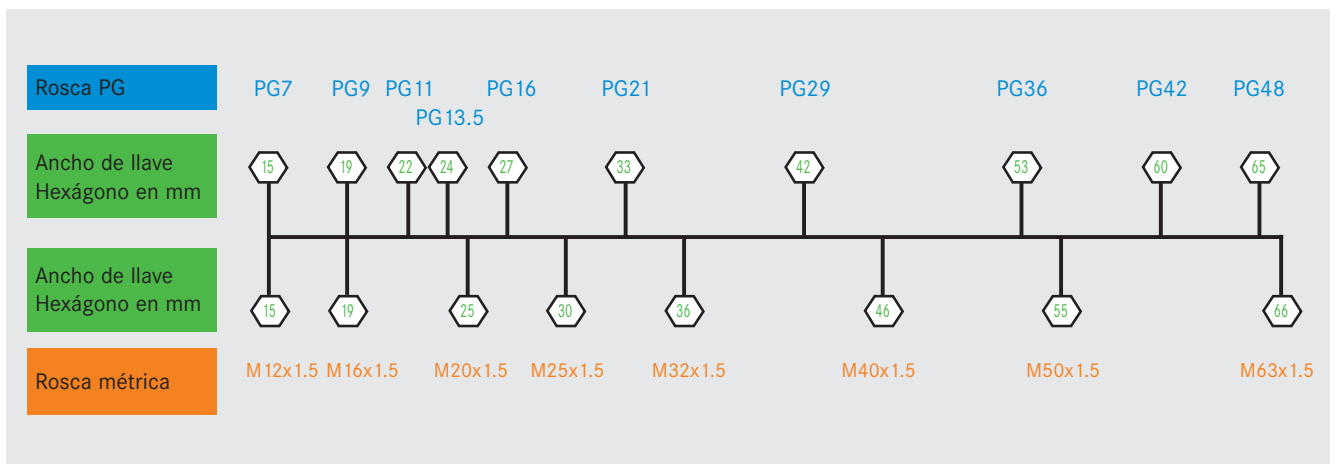 Rosca PG PG7 PG9 PG11 PG16 PG21 PG29 PG36 PG42 PG48
PG13.5
Ancho de llave
Hexágono en mm
15 19 22 24 27 33 42 53 60 65
Ancho de llave
Hexágono en mm
15 19 25 30 36 46 55 66
Rosca métrica M12x1.5 M16x1.5 M20x1.5 M25x1.5 M32x1.5 M40x1.5 M50x1.5 M63x1.5